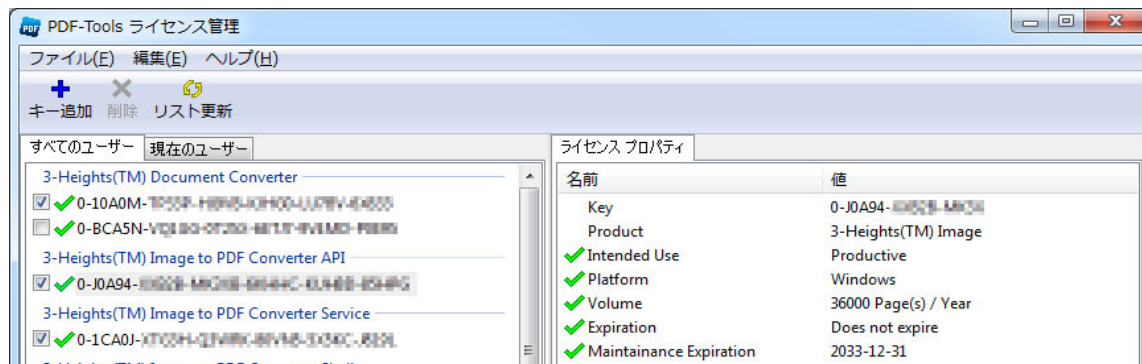 PDF-Tools ライセンス管理
ファイル(F) 編集(E) ヘルプ(H)
キー追加 削除 リスト更新
すべてのユーザー 現在のユーザー
3-Heights(TM) Document Converter
0-10A0M-
0-BCA5N-
3-Heights(TM) Image to PDF Converter API
0-J0A94-
3-Heights(TM) Image to PDF Converter Service
0-1CA0J-
ライセンス プロパティ
名前 値
Key 0-J0A94-
Product 3-Heights(TM) Image
Intended Use Productive
Platform Windows
Volume 36000 Page(s) / Year
Expiration Does not expire
Maintainance Expiration 2033-12-31